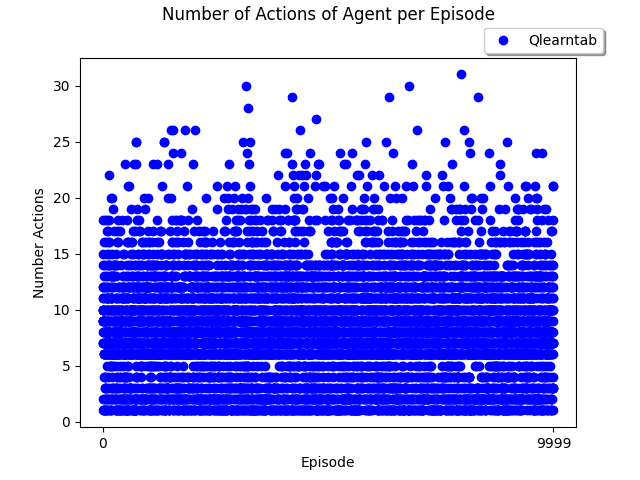 Number of Actions of Agent per Episode
Qlearntab
30
25
20
15
10
5
0
Number Actions
0 9999
Episode